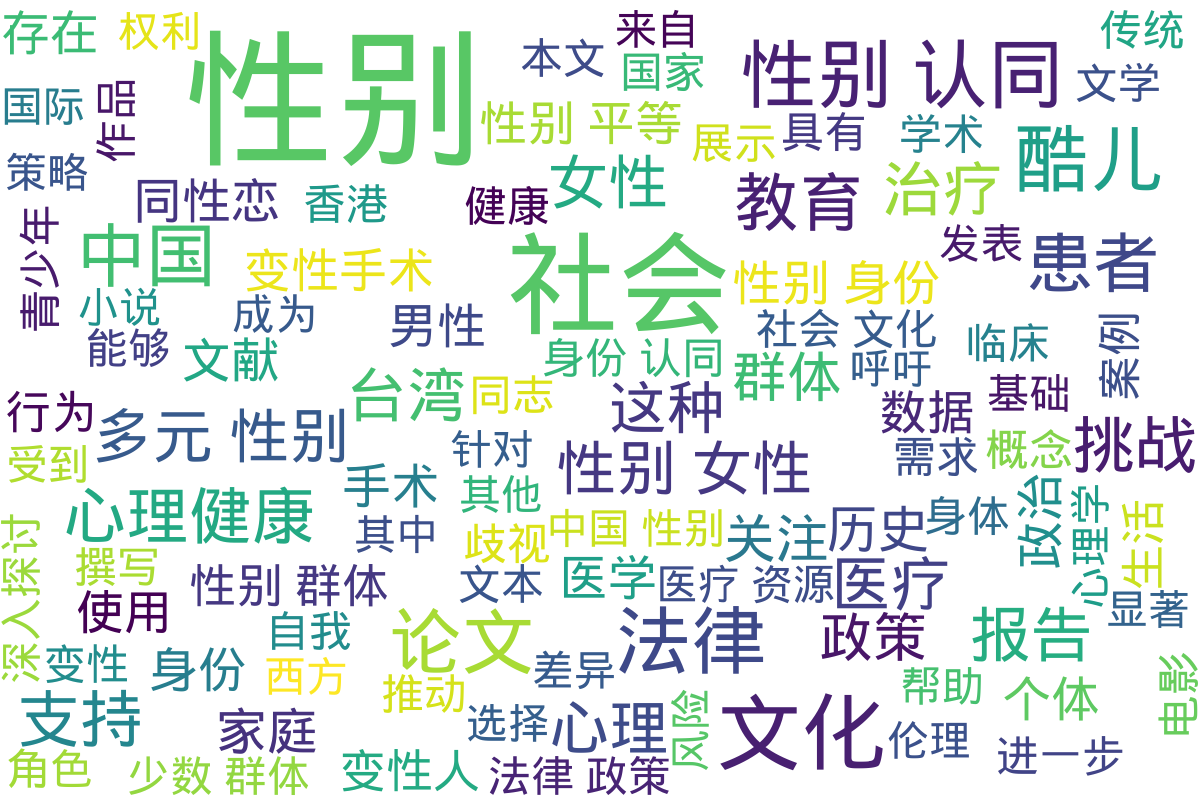 存在
权利
性别
本文
来自
国家
性别 认同
传统
文学
国际
作品
性别 平等
展示
具有
学术
酷儿
策略
同性恋
香港
健康
女性
教育
治疗
青少年
中国
变性手术
社会
性别 身份
发表
患者
小说
成为
男性
能够
文献
身份 认同
社会 文化
呼吁
临床
案例
群体
行为
台湾
同志
这种
数据
基础
多元 性别
针对
需求
概念
挑战
受到
性别 女性
手术
其他
心理健康
其中
歧视
中国 性别
关注
历史
身体
政治
心理学
生活
深入探讨
撰写
性别 群体
文本
医学
医疗 资源
医疗
显著
使用
自我
论文
法律
政策
报告
变性
身份
西方
差异
推动
支持
家庭
选择
心理
风险
文化
帮助
个体
电影
伦理
进一步
角色
少数 群体
变性人
法律 政策